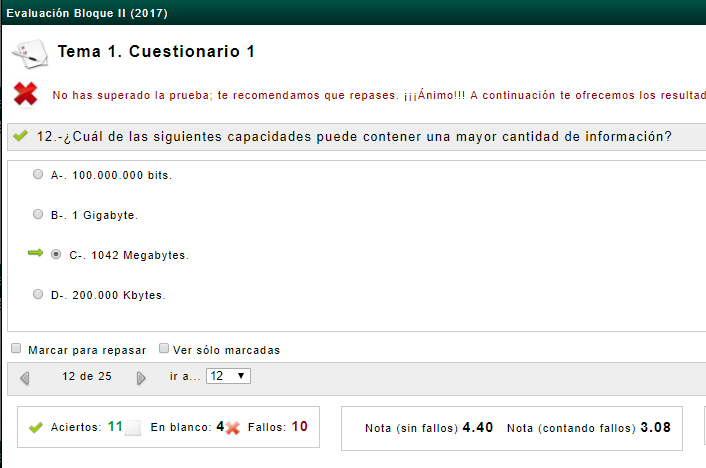 Evaluación Bloque II (2017)
Tema 1. Cuestionario 1
No has superado la prueba; te recomendamos que repases. ¡¡¡Ánimo!!! A continuación te ofrecemos los resultad
12.-¿Cuál de las siguientes capacidades puede contener una mayor cantidad de información?
A-. 100.000.000 bits.
B-. 1 Gigabyte.
C-. 1042 Megabytes.
D-. 200.000 Kbytes.
Marcar para repasar Ver sólo marcadas
12 de 25 ir a... 12
Aciertos: 11 En blanco: 4 Fallos: 10 Nota (sin fallos) 4.40 Nota (contando fallos) 3.08